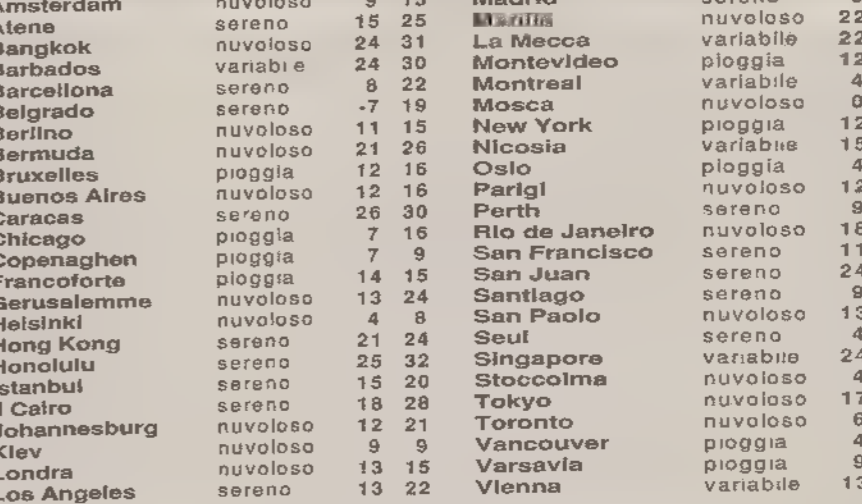 Amsterdam nuvoloso 9
Atene sereno 15 25
Bangkok nuvoloso 24 31
Barbados variabile 24 30
Barcellona sereno 8 22
Belgrado sereno -7 19
Berlino nuvoloso 11 15
Bermuda nuvoloso 21 26
Bruxelles pioggia 12 16
Buenos Aires nuvoloso 12 16
Caracas sereno 26 30
Chicago pioggia 7 16
Copenaghen pioggia 7 9
Francoforte pioggia 14 15
Gerusalemme nuvoloso 13 24
Helsinki nuvoloso 4 8
Hong Kong sereno 21 24
Honolulu sereno 25 32
Istanbul sereno 15 20
Il Cairo sereno 18 28
Johannesburg nuvoloso 12 21
Kiev nuvoloso 9 9
Londra nuvoloso 13 15
Los Angeles sereno 13 22
Madrid sereno
nuvoloso 22
La Mecca variabile 22
Montevideo pioggia 12
Montreal variabile 4
Mosca nuvoloso 0
New York pioggia 12
Nicosia variabile 15
Oslo pioggia 4
Parigi nuvoloso 12
Perth sereno 9
Rio de Janeiro nuvoloso 18
San Francisco sereno 11
San Juan sereno 24
Santiago sereno 9
San Paolo nuvoloso 13
Seul sereno 4
Singapore variabile 24
Stoccolma nuvoloso 4
Tokyo nuvoloso 17
Toronto nuvoloso 6
Vancouver pioggia 4
Varsavia pioggia 9
Vienna variabile 13